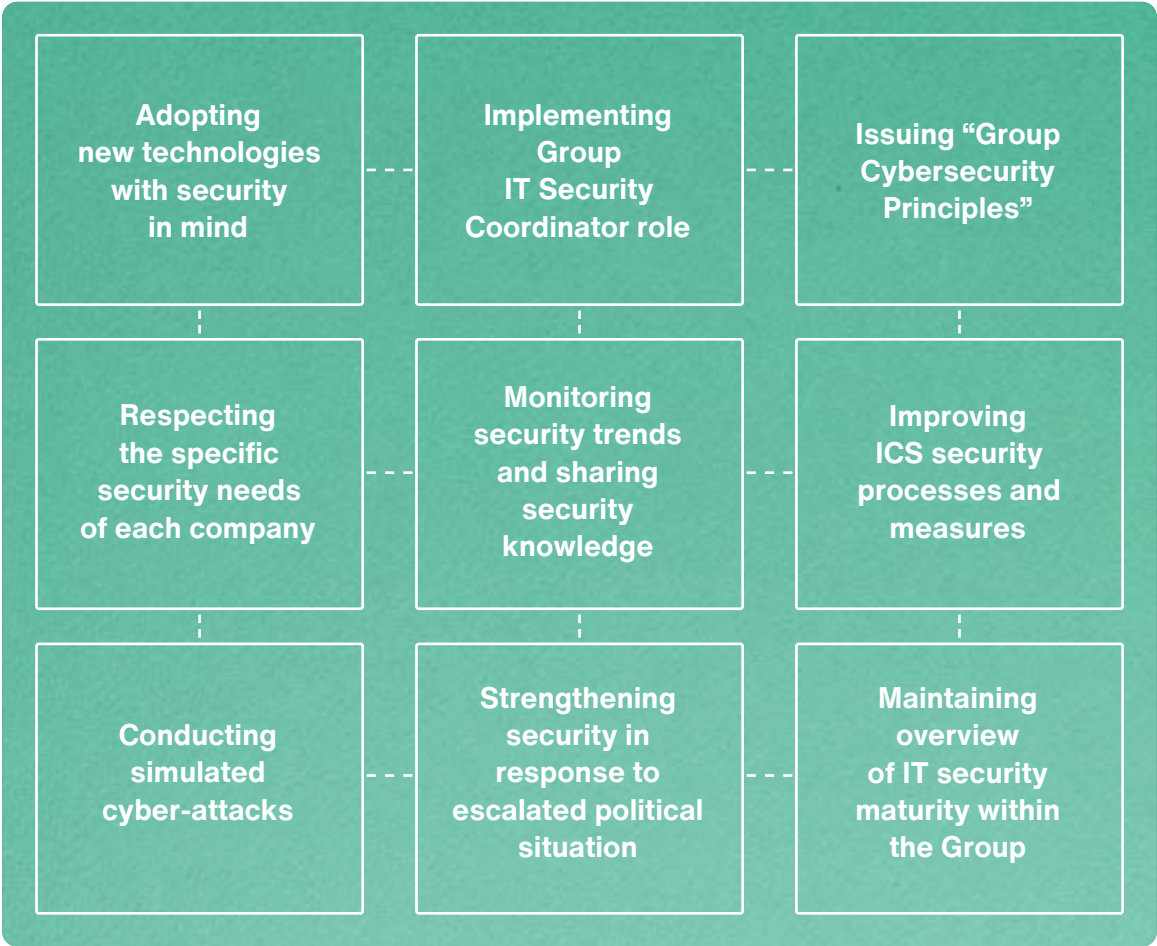 Adopting
new technologies
with security
in mind
Implementing
Group
IT Security
Coordinator role
Issuing “Group
Cybersecurity
Principles”
Respecting
the specific
security needs
of each company
Monitoring
security trends
and sharing
security
knowledge
Improving
ICS security
processes and
measures
Conducting
simulated
cyber-attacks
Strengthening
security in
response to
escalated political
situation
Maintaining
overview
of IT security
maturity within
the Group